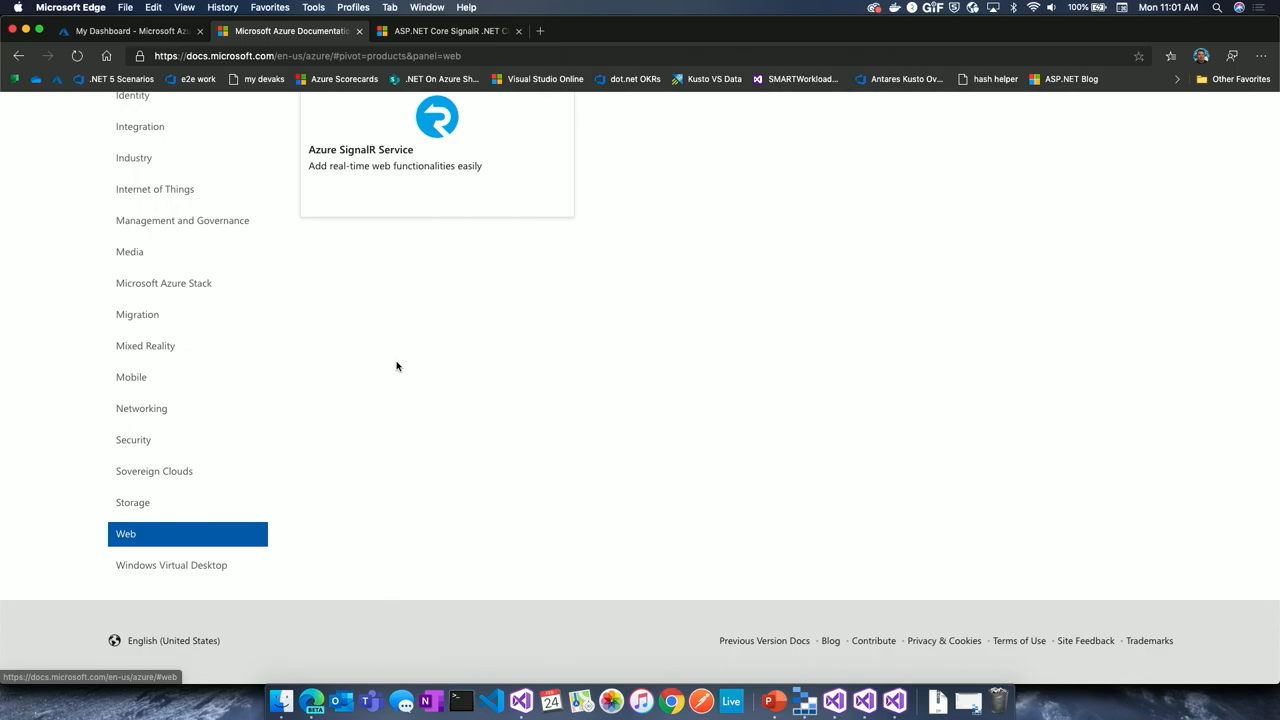 Microsoft Edge File Edit View History Favorites Tools Profiles Tab Window Help
GiF
100%
Mon 11:01 AM
My Dashboard - Microsoft Az
Microsoft Azure Documentatio
ASP.NET Core SignalR .NET C
https://docs.microsoft.com/en-us/azure/#pivot=products&panel=web
.NET 5 Scenarios
e2e work
my devaks
Azure Scorecards
.NET On Azure Sh...
Visual Studio Online
dot.net OKRs
Kusto VS Data
SMARTWorkload...
Antares Kusto Ov...
hash helper
ASP.NET Blog
Other Favorites
Identity
Integration
Industry
Internet of Things
Management and Governance
Media
Microsoft Azure Stack
Migration
Mixed Reality
Mobile
Networking
Security
Sovereign Clouds
Storage
Web
Windows Virtual Desktop
Azure SignalR Service
Add real-time web functionalities easily
English (United States)
Previous Version Docs • Blog • Contribute • Privacy & Cookies • Terms of Use • Site Feedback • Trademarks
https://docs.microsoft.com/en-us/azure/#web
BETA
24
Live